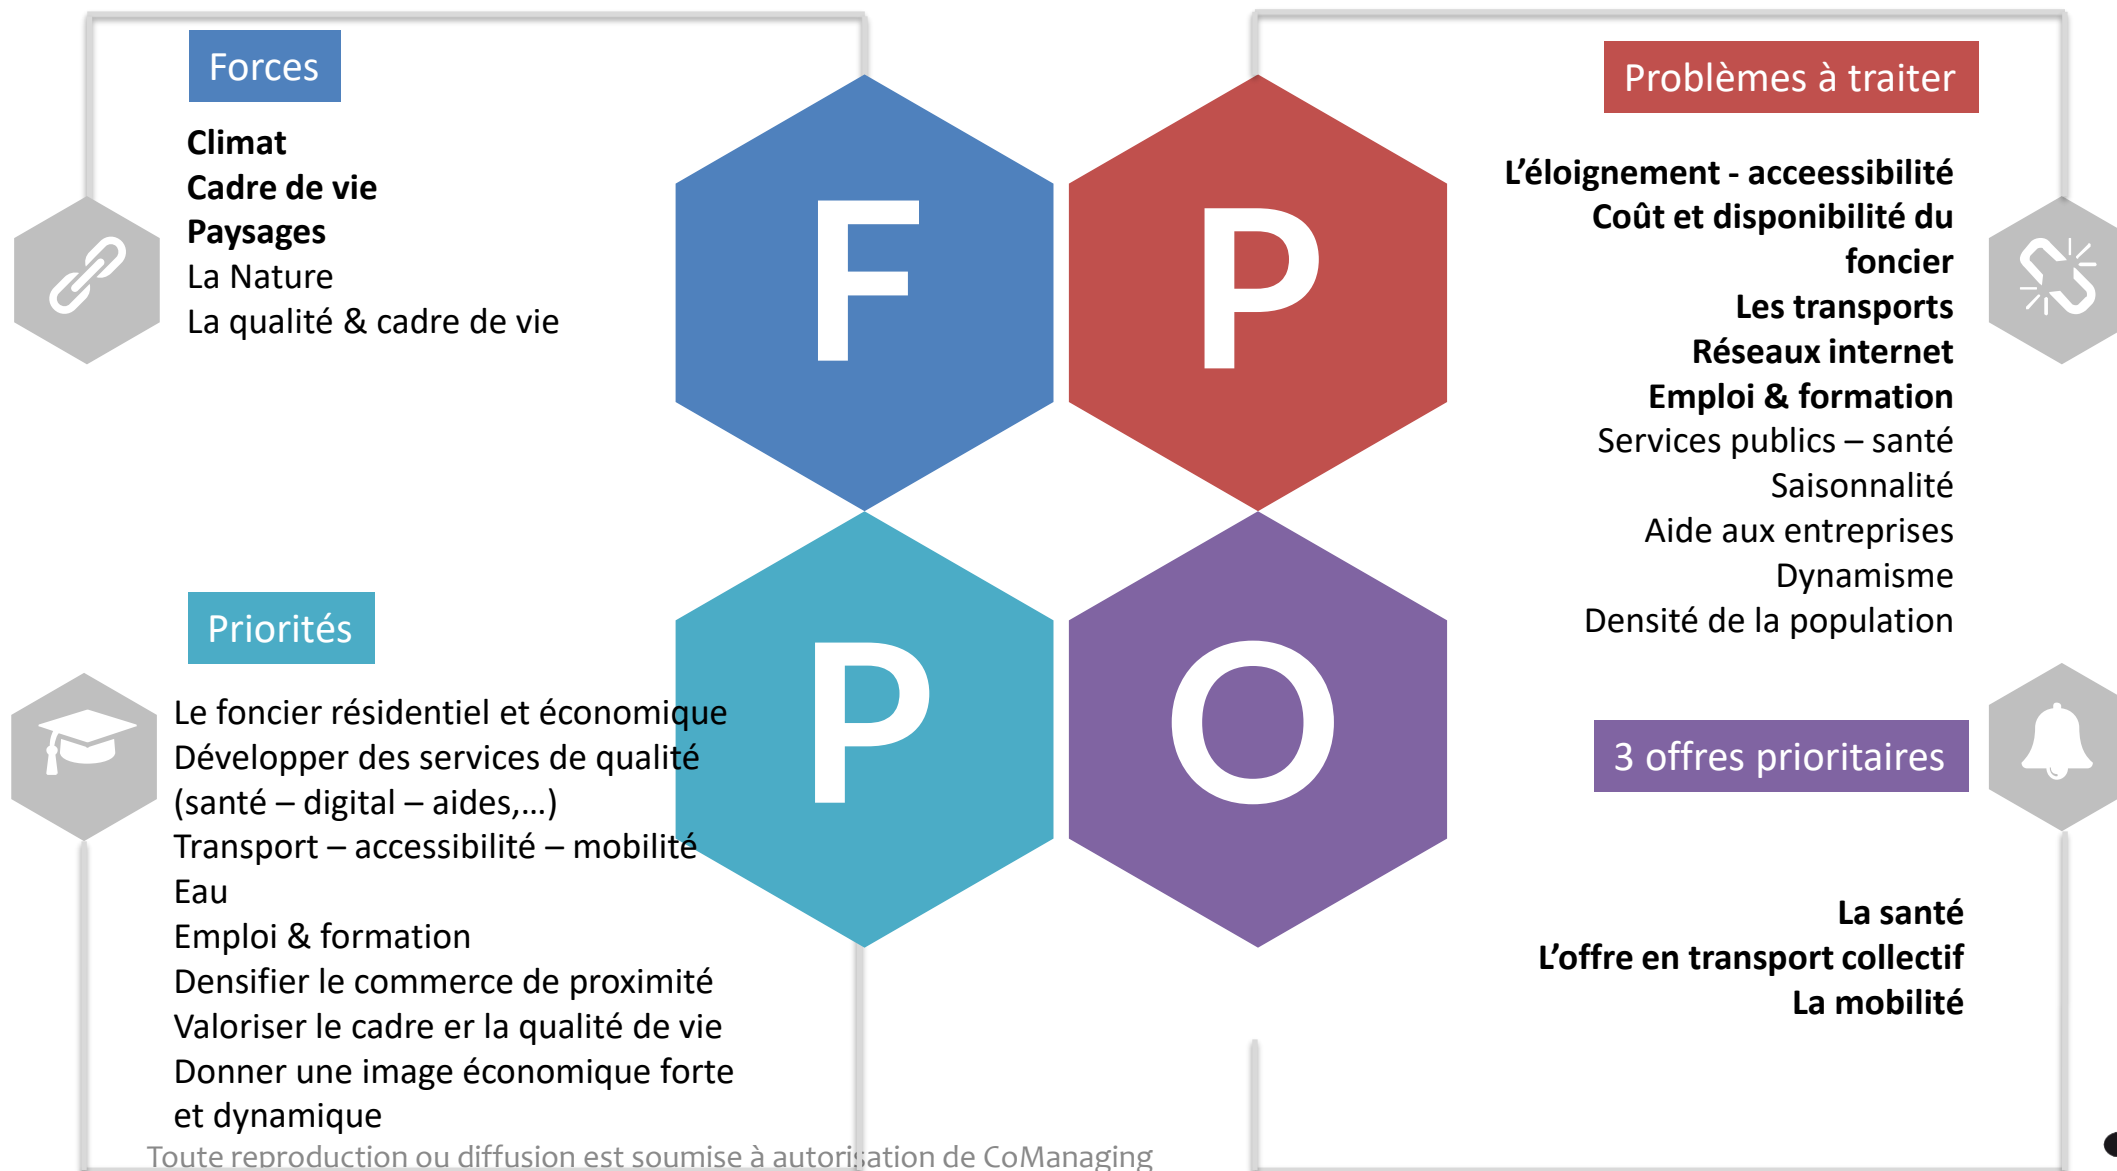 Forces
Climat
Cadre de vie
Paysages
La Nature
La qualité & cadre de vie
F
P
Problèmes à traiter
L’éloignement - acceessibilité
Coût et disponibilité du
foncier
Les transports
Réseaux internet
Emploi & formation
Services publics – santé
Saisonnalité
Aide aux entreprises
Dynamisme
Densité de la population
Priorités
Le foncier résidentiel et économique
Développer des services de qualité
(santé – digital – aides,...)
Transport – accessibilité – mobilité
Eau
Emploi & formation
Densifier le commerce de proximité
Valoriser le cadre er la qualité de vie
Donner une image économique forte
et dynamique
P
O
3 offres prioritaires
La santé
L’offre en transport collectif
La mobilité
Toute reproduction ou diffusion est soumise à autorisation de CoManaging